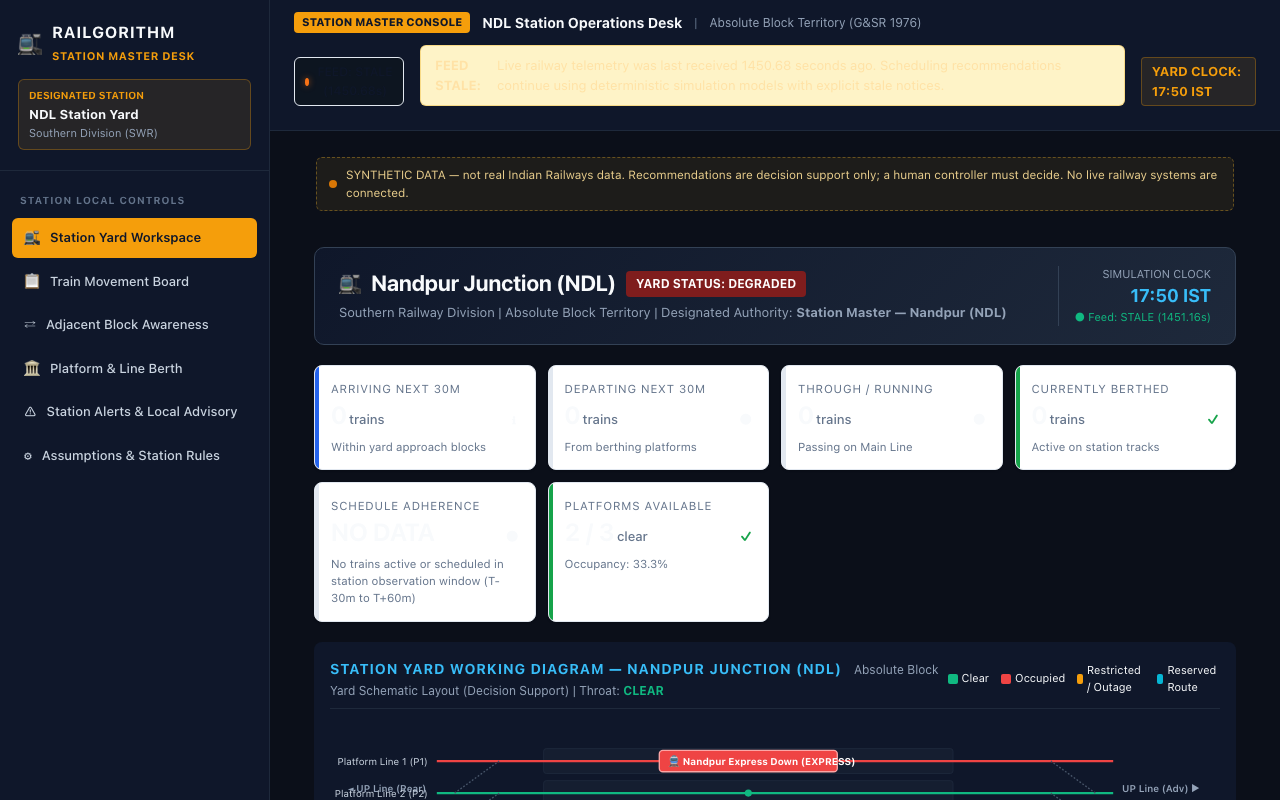 RAILGORITHM
STATION MASTER DESK
DESIGNATED STATION
NDL Station Yard
Southern Division (SWR)
STATION LOCAL CONTROLS
Station Yard Workspace
Train Movement Board
Adjacent Block Awareness
Platform & Line Berth
Station Alerts & Local Advisory
Assumptions & Station Rules
STATION MASTER CONSOLE NDL Station Operations Desk | Absolute Block Territory (G&SR 1976)
FEED STALE: Live railway telemetry was last received 1450.68 seconds ago. Scheduling recommendations
continue using deterministic simulation models with explicit stale notices.
YARD CLOCK:
17:50 IST
SYNTHETIC DATA — not real Indian Railways data. Recommendations are decision support only; a human controller must decide. No live railway systems are
connected.
Nandpur Junction (NDL) YARD STATUS: DEGRADED
Southern Railway Division | Absolute Block Territory | Designated Authority: Station Master — Nandpur (NDL)
SIMULATION CLOCK
17:50 IST
Feed: STALE (1451.16s)
ARRIVING NEXT 30M
0 trains
Within yard approach blocks
DEPARTING NEXT 30M
0 trains
From berthing platforms
THROUGH / RUNNING
0 trains
Passing on Main Line
CURRENTLY BERTHED
0 trains
Active on station tracks
SCHEDULE ADHERENCE
NO DATA
No trains active or scheduled in
station observation window (T-
30m to T+60m)
PLATFORMS AVAILABLE
2 / 3 clear
Occupancy: 33.3%
STATION YARD WORKING DIAGRAM — NANDPUR JUNCTION (NDL) Absolute Block
Yard Schematic Layout (Decision Support) | Throat: CLEAR
Clear
Occupied
Restricted
/ Outage
Reserved
Route
Platform Line 1 (P1)
Nandpur Express Down (EXPRESS)
◄ UP Line (Rear)
UP Line (Adv) ►
Platform Line 2 (P2)